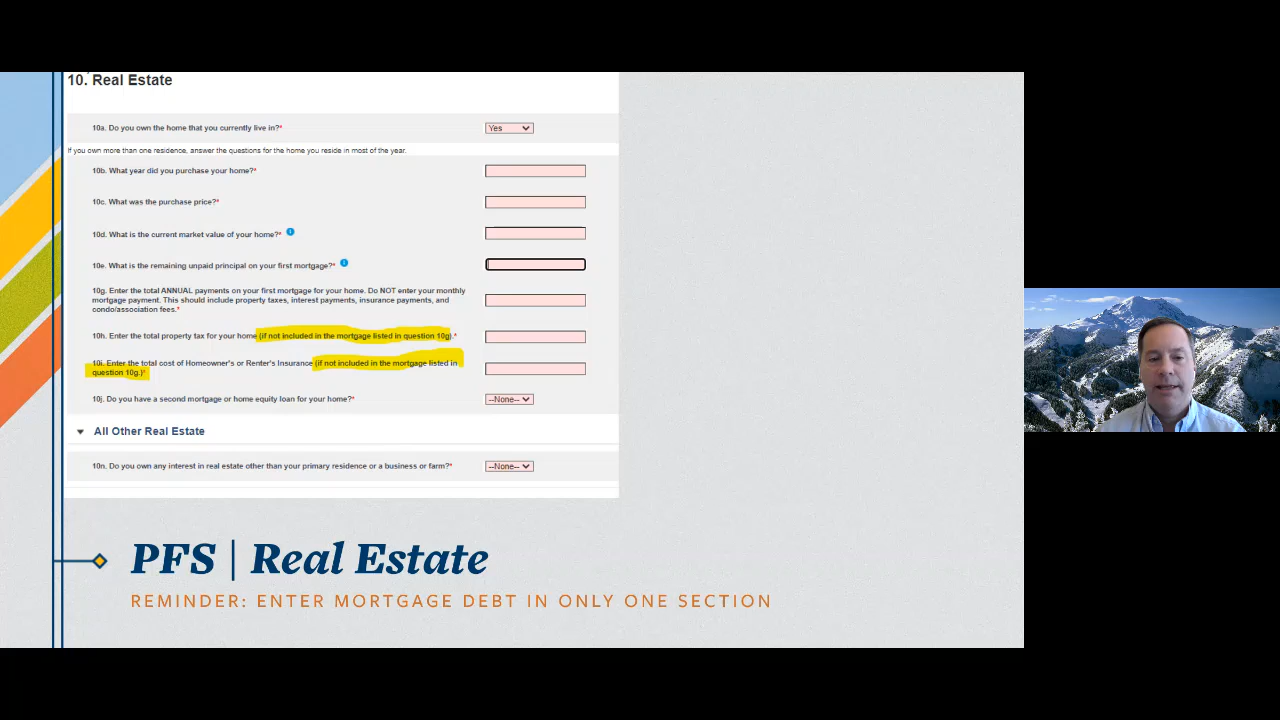 10. Real Estate
10a. Do you own the home that you currently live in?* Yes
If you own more than one residence, answer the questions for the home you reside in most of the year.
10b. What year did you purchase your home?*
10c. What was the purchase price?*
10d. What is the current market value of your home?* i
10e. What is the remaining unpaid principal on your first mortgage?* i
10g. Enter the total ANNUAL payments on your first mortgage for your home. Do NOT enter your monthly
mortgage payment. This should include property taxes, interest payments, insurance payments, and
condo/association fees.*
10h. Enter the total property tax for your home (if not included in the mortgage listed in question 10g).*
10i. Enter the total cost of Homeowner's or Renter's Insurance (if not included in the mortgage listed in
question 10g.)*
10j. Do you have a second mortgage or home equity loan for your home?* --None--
All Other Real Estate
10n. Do you own any interest in real estate other than your primary residence or a business or farm?* --None--
PFS | Real Estate
REMINDER: ENTER MORTGAGE DEBT IN ONLY ONE SECTION